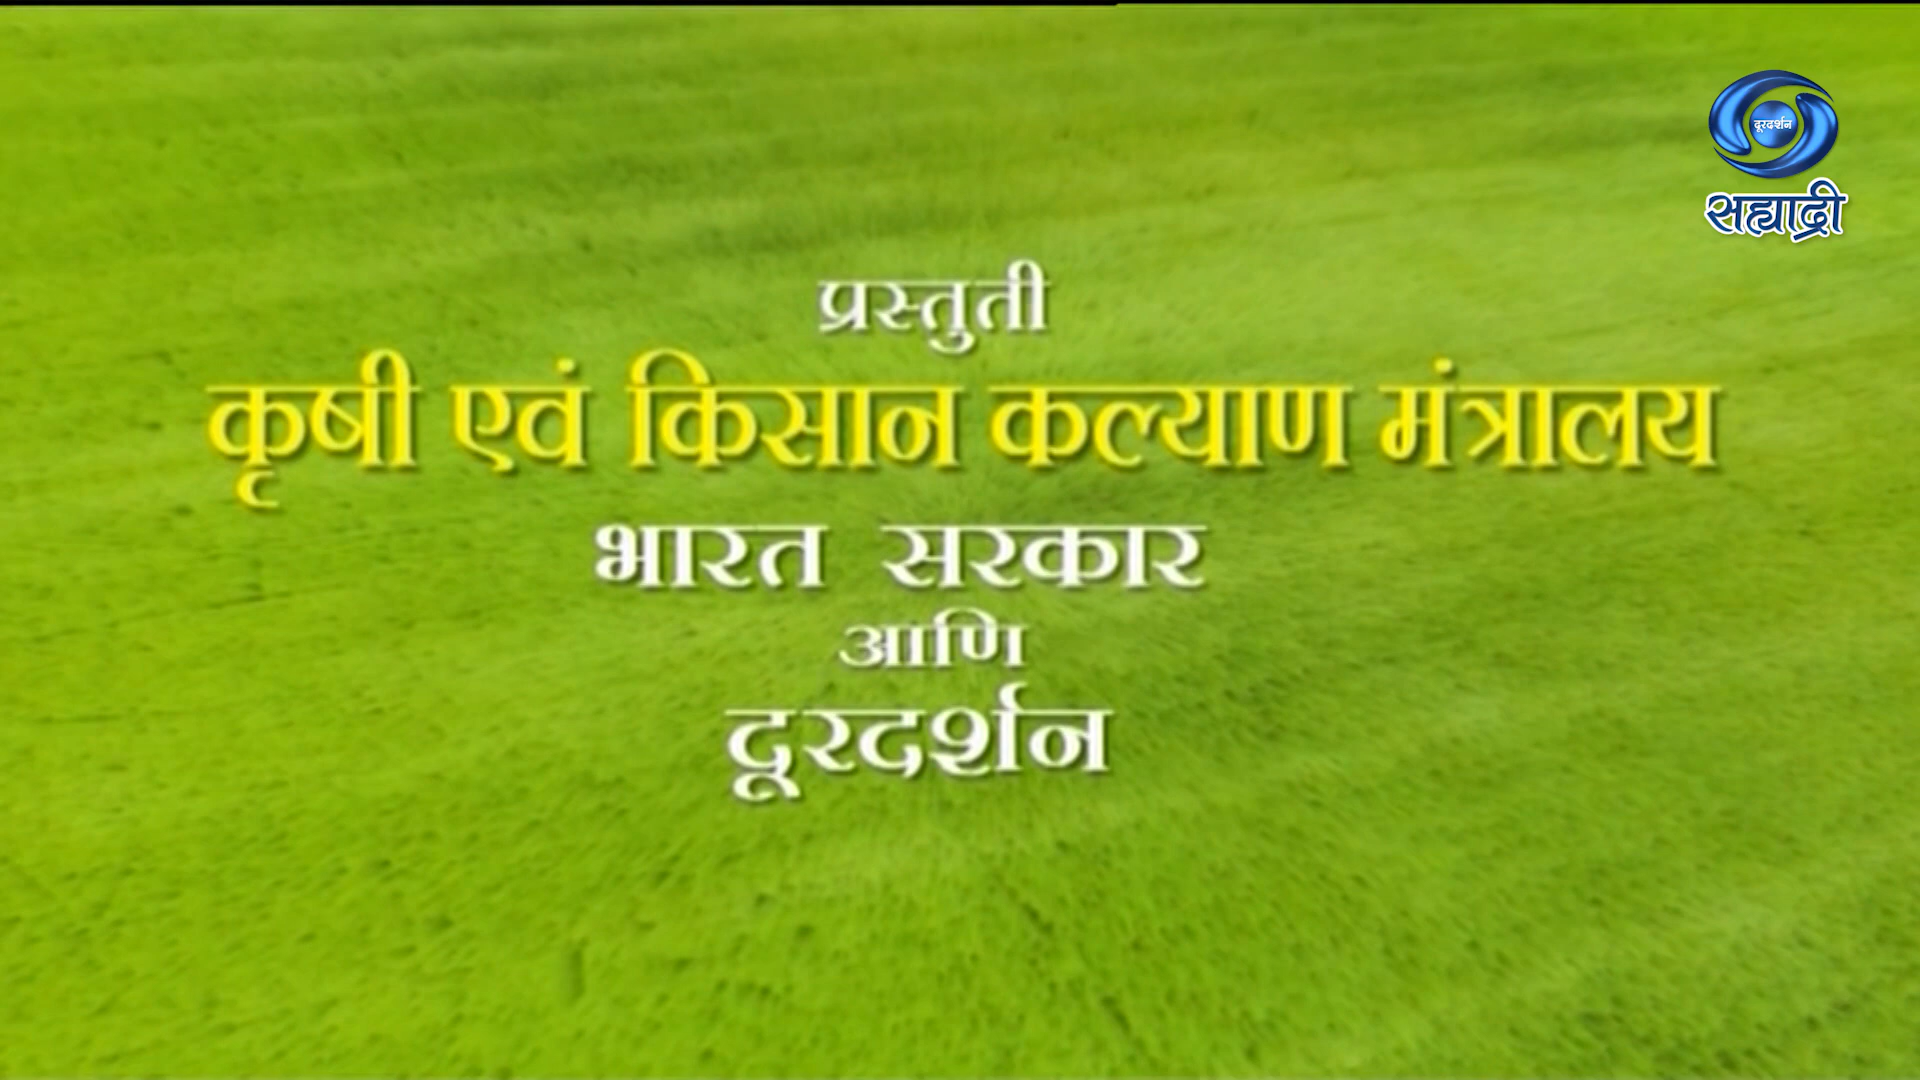 दूरदर्शन
सह्याद्री
प्रस्तुती
कृषी एवं किसान कल्याण मंत्रालय
भारत सरकार
आणि
दूरदर्शन